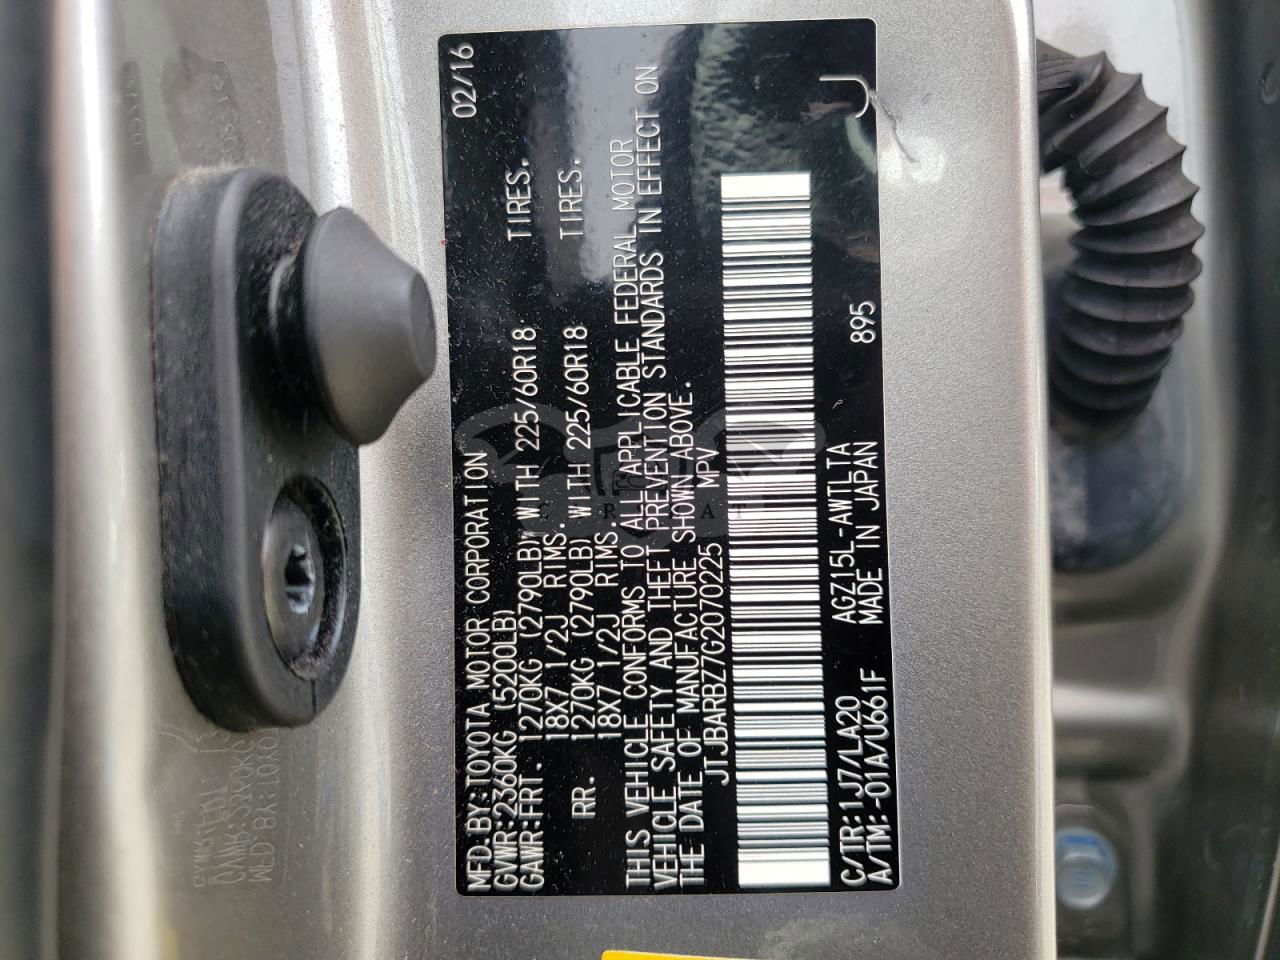 MFD.BY:TOYOTA MOTOR CORPORATION 02/16
GVWR:2360KG (5200LB)
GAWR:FRT. 1270KG (2790LB) WITH 225/60R18 TIRES.
18X7 1/2J RIMS.
RR. 1270KG (2790LB) WITH 225/60R18 TIRES.
18X7 1/2J RIMS.
THIS VEHICLE CONFORMS TO ALL APPLICABLE FEDERAL MOTOR
VEHICLE SAFETY AND THEFT PREVENTION STANDARDS IN EFFECT ON
THE DATE OF MANUFACTURE SHOWN ABOVE.
JTJBARBZ7G2070225 MPV
C/TR:1J7/LA20 AGZ15L-AWTLTA 895 J
A/TM:-01A/U661F MADE IN JAPAN